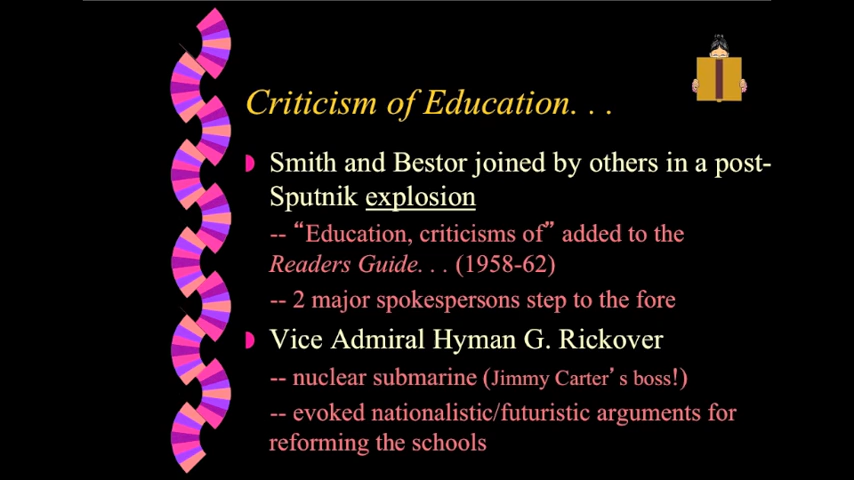 Criticism of Education. . .
Smith and Bestor joined by others in a post-
Sputnik explosion
-- “Education, criticisms of” added to the
Readers Guide. . . (1958-62)
-- 2 major spokespersons step to the fore
Vice Admiral Hyman G. Rickover
-- nuclear submarine (Jimmy Carter’s boss!)
-- evoked nationalistic/futuristic arguments for
reforming the schools